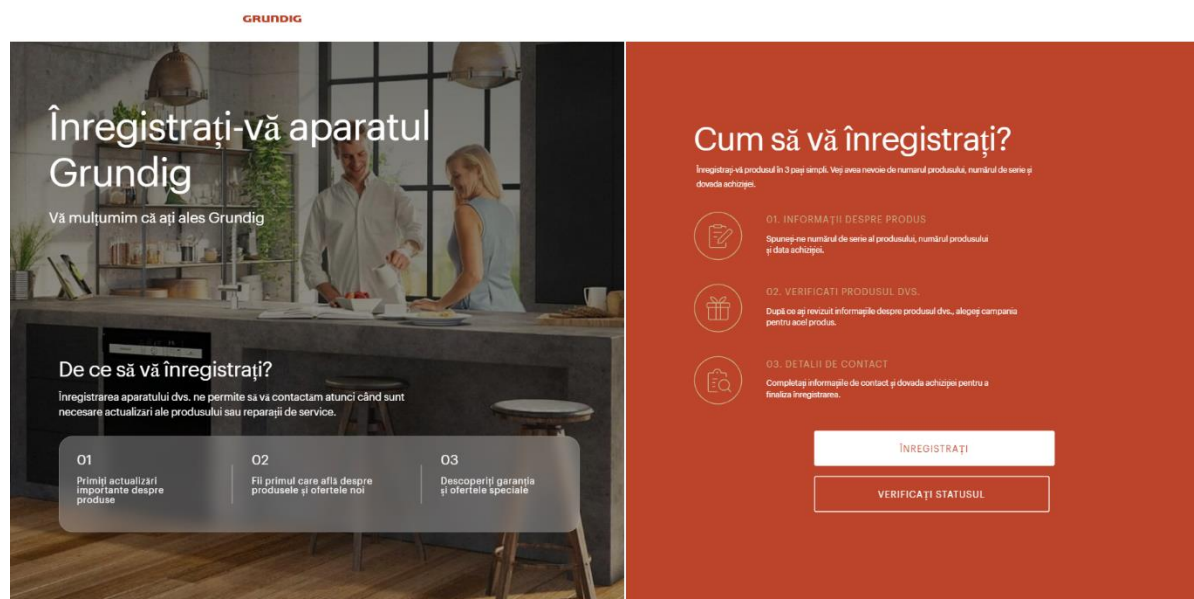 GRUNDIG
Înregistrați-vă aparatul
Grundig
Vă mulțumim că ați ales Grundig
De ce să vă înregistrați?
Înregistrarea aparatului dvs. ne permite să vă contactăm atunci când sunt
necesare actualizări ale produsului sau reparații de service.
01
Primiți actualizări
importante despre
produse
02
Fii primul care află despre
produsele și ofertele noi
03
Descoperiți garanția
și ofertele speciale
Cum să vă înregistrați?
Înregistrați-vă produsul în 3 pași simpli. Veți avea nevoie de numarul produsului, numărul de serie și
dovada achiziției.
01. INFORMAȚII DESPRE PRODUS
Spuneți-ne numărul de serie al produsului, numărul produsului
și data achiziției.
02. VERIFICATI PRODUSUL DVS.
După ce ați revizuit informațiile despre produsul dvs., alegeți campania
pentru acel produs.
03. DETALII DE CONTACT
Completați informațiile de contact și dovada achiziției pentru a
finaliza înregistrarea.
ÎNREGISTRAȚI
VERIFICAȚI STATUSUL